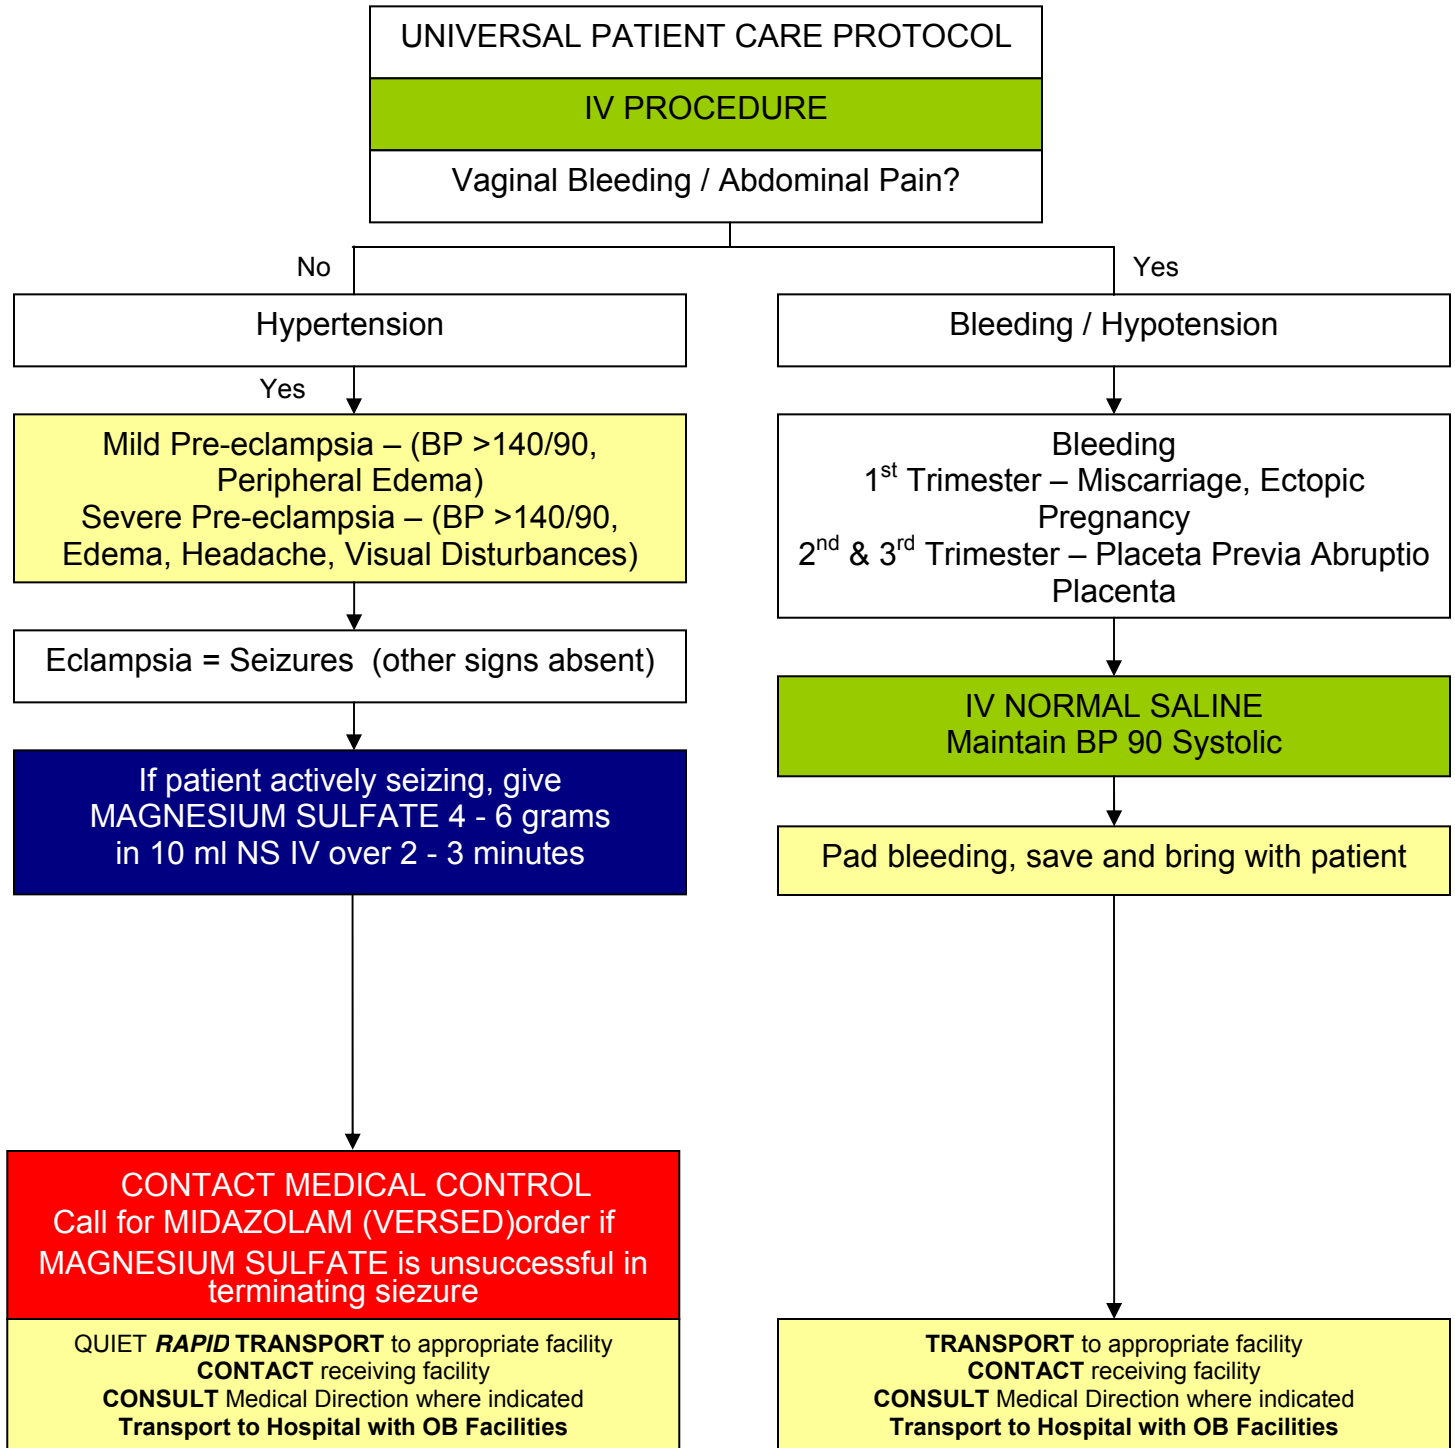 UNIVERSAL PATIENT CARE PROTOCOL
IV PROCEDURE
Vaginal Bleeding / Abdominal Pain?
No
Yes
Hypertension
Yes
Mild Pre-eclampsia – (BP >140/90,
Peripheral Edema)
Severe Pre-eclampsia – (BP >140/90,
Edema, Headache, Visual Disturbances)
Eclampsia = Seizures (other signs absent)
If patient actively seizing, give
MAGNESIUM SULFATE 4 - 6 grams
in 10 ml NS IV over 2 - 3 minutes
CONTACT MEDICAL CONTROL
Call for MIDAZOLAM (VERSED)order if
MAGNESIUM SULFATE is unsuccessful in
terminating siezure
QUIET RAPID TRANSPORT to appropriate facility
CONTACT receiving facility
CONSULT Medical Direction where indicated
Transport to Hospital with OB Facilities
Bleeding / Hypotension
Bleeding
1st Trimester – Miscarriage, Ectopic
Pregnancy
2nd & 3rd Trimester – Placeta Previa Abruptio
Placenta
IV NORMAL SALINE
Maintain BP 90 Systolic
Pad bleeding, save and bring with patient
TRANSPORT to appropriate facility
CONTACT receiving facility
CONSULT Medical Direction where indicated
Transport to Hospital with OB Facilities